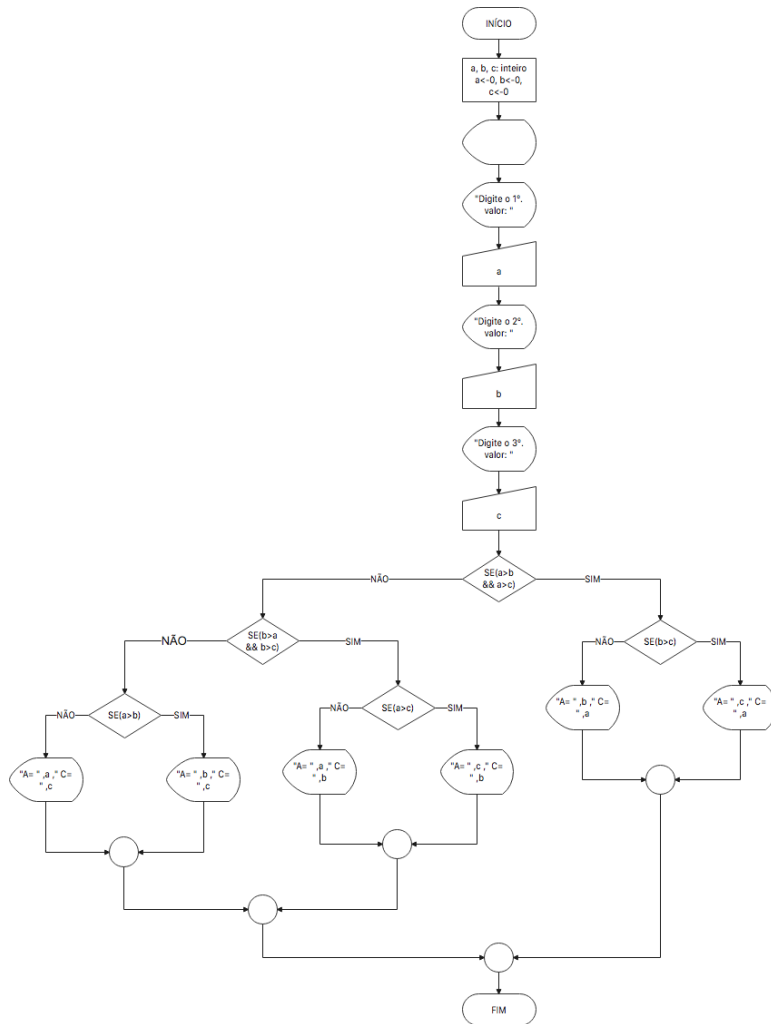 INÍCIO
a, b, c: inteiro
a<-0, b<-0,
c<-0
"Digite o 1º.
valor: "
a
"Digite o 2º.
valor: "
b
"Digite o 3º.
valor: "
c
SE(a>b
&& a>c)
NÃO
SIM
SE(b>a
&& b>c)
NÃO
SIM
SE(b>c)
NÃO
SIM
SE(a>b)
NÃO
SIM
SE(a>c)
NÃO
SIM
"A= " ,b ," C=
" ,a
"A= " ,c ," C=
" ,a
"A= " ,a ," C=
" ,c
"A= " ,b ," C=
" ,c
"A= " ,a ," C=
" ,b
"A= " ,c ," C=
" ,b
FIM